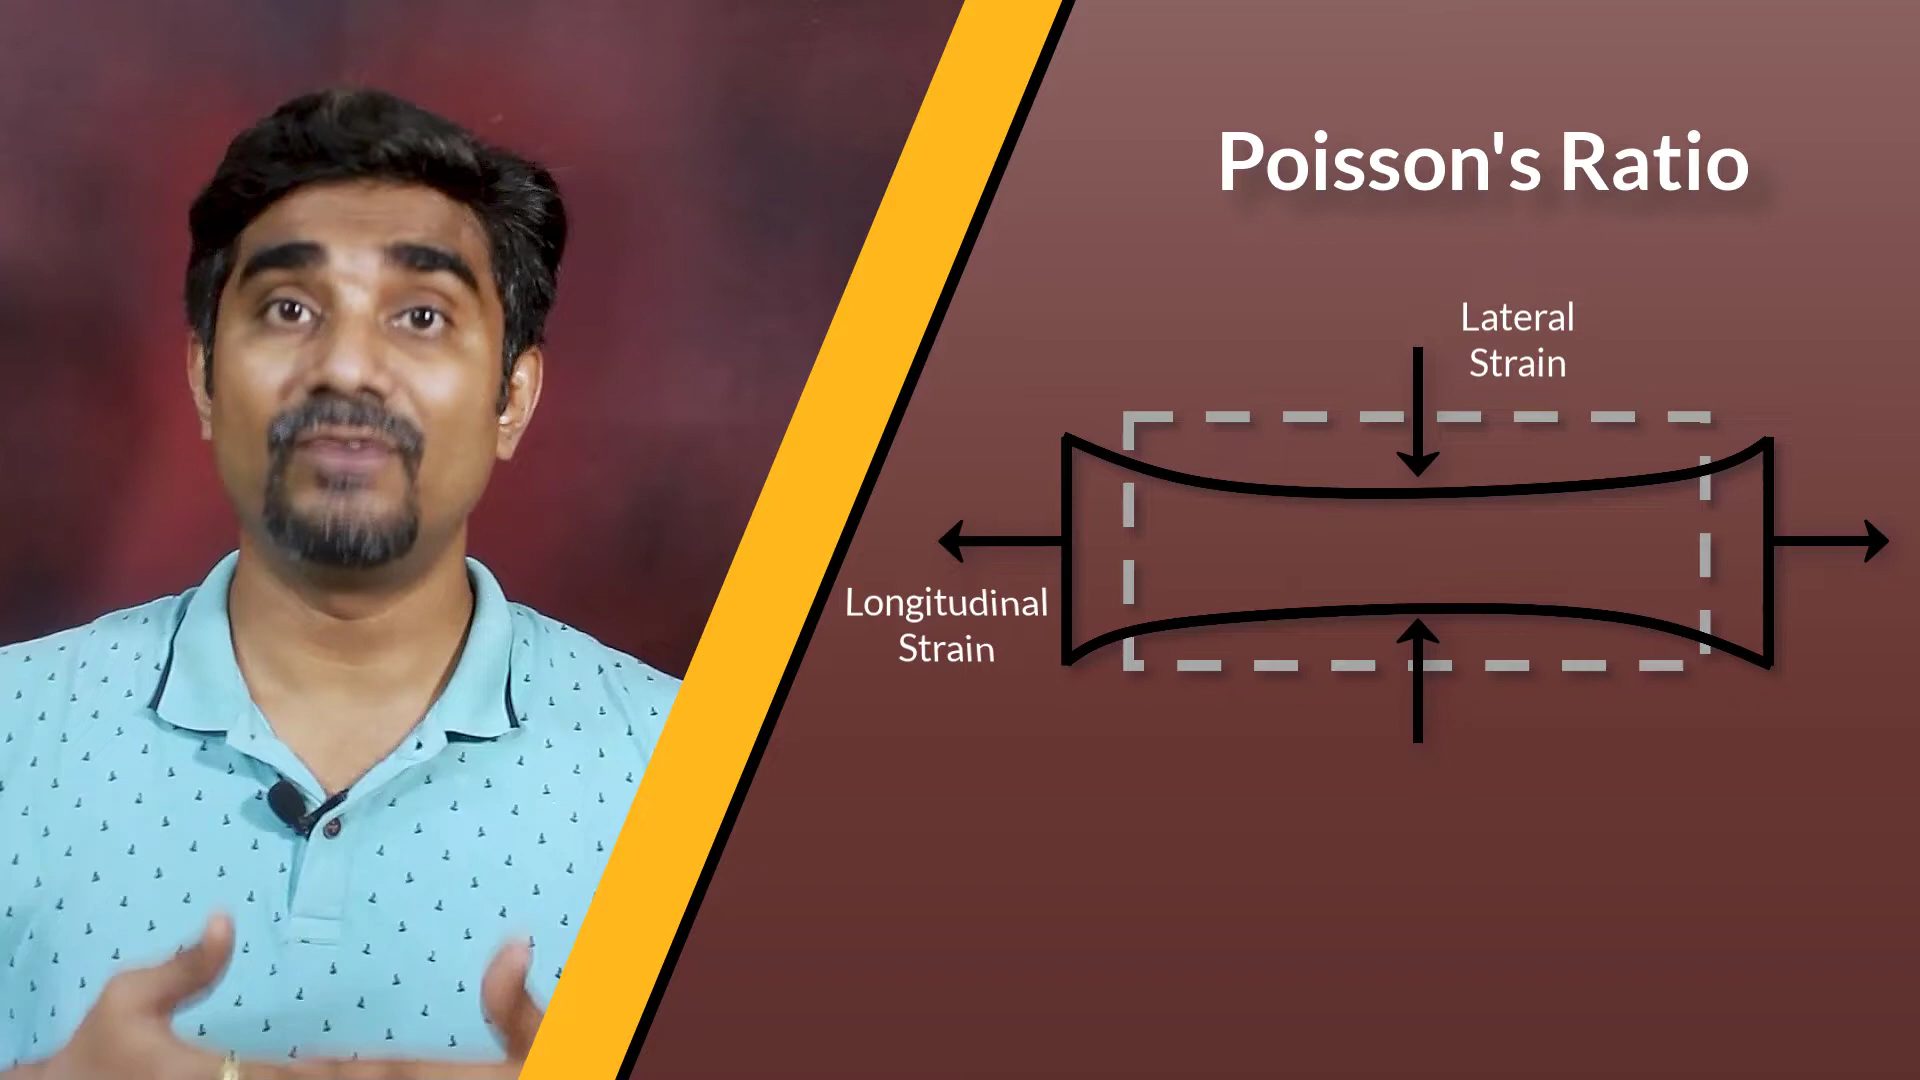 Poisson's Ratio
Lateral
Strain
Longitudinal
Strain